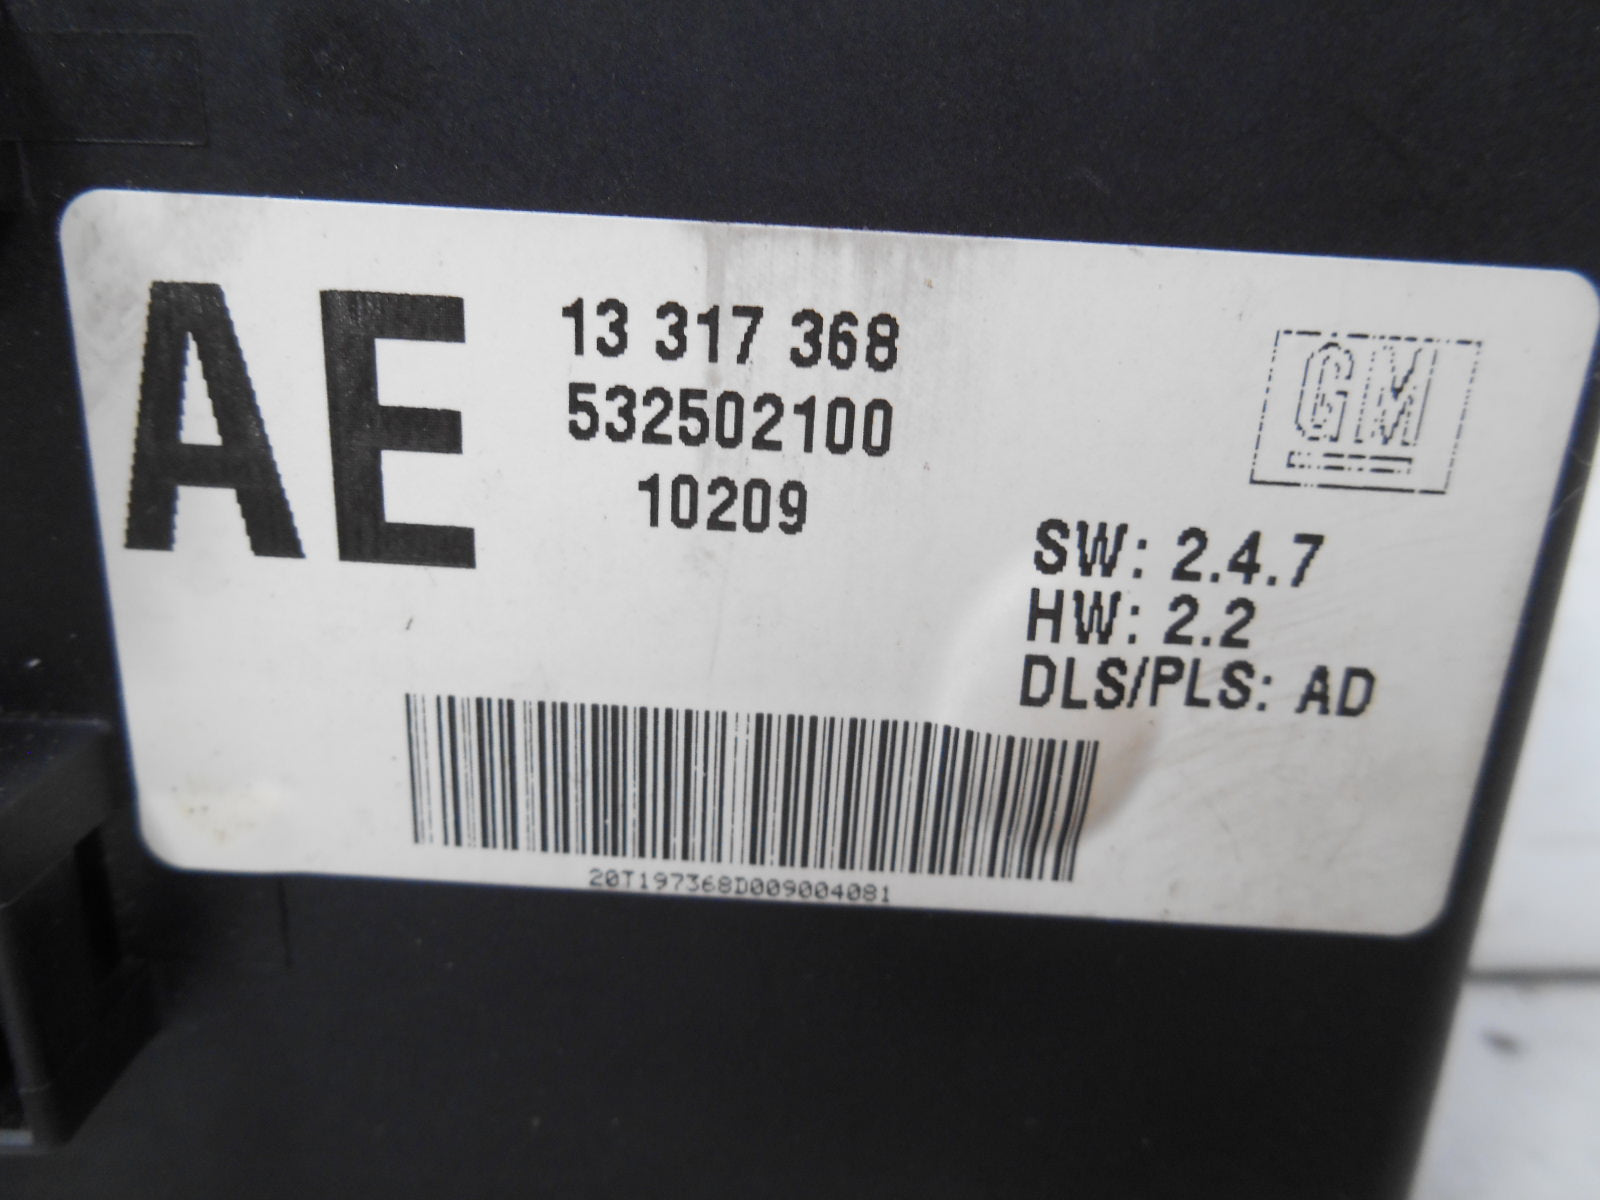 AE
13 317 368
532502100
10209
GM
SW: 2.4.7
HW: 2.2
DLS/PLS: AD
20T197368D009004081